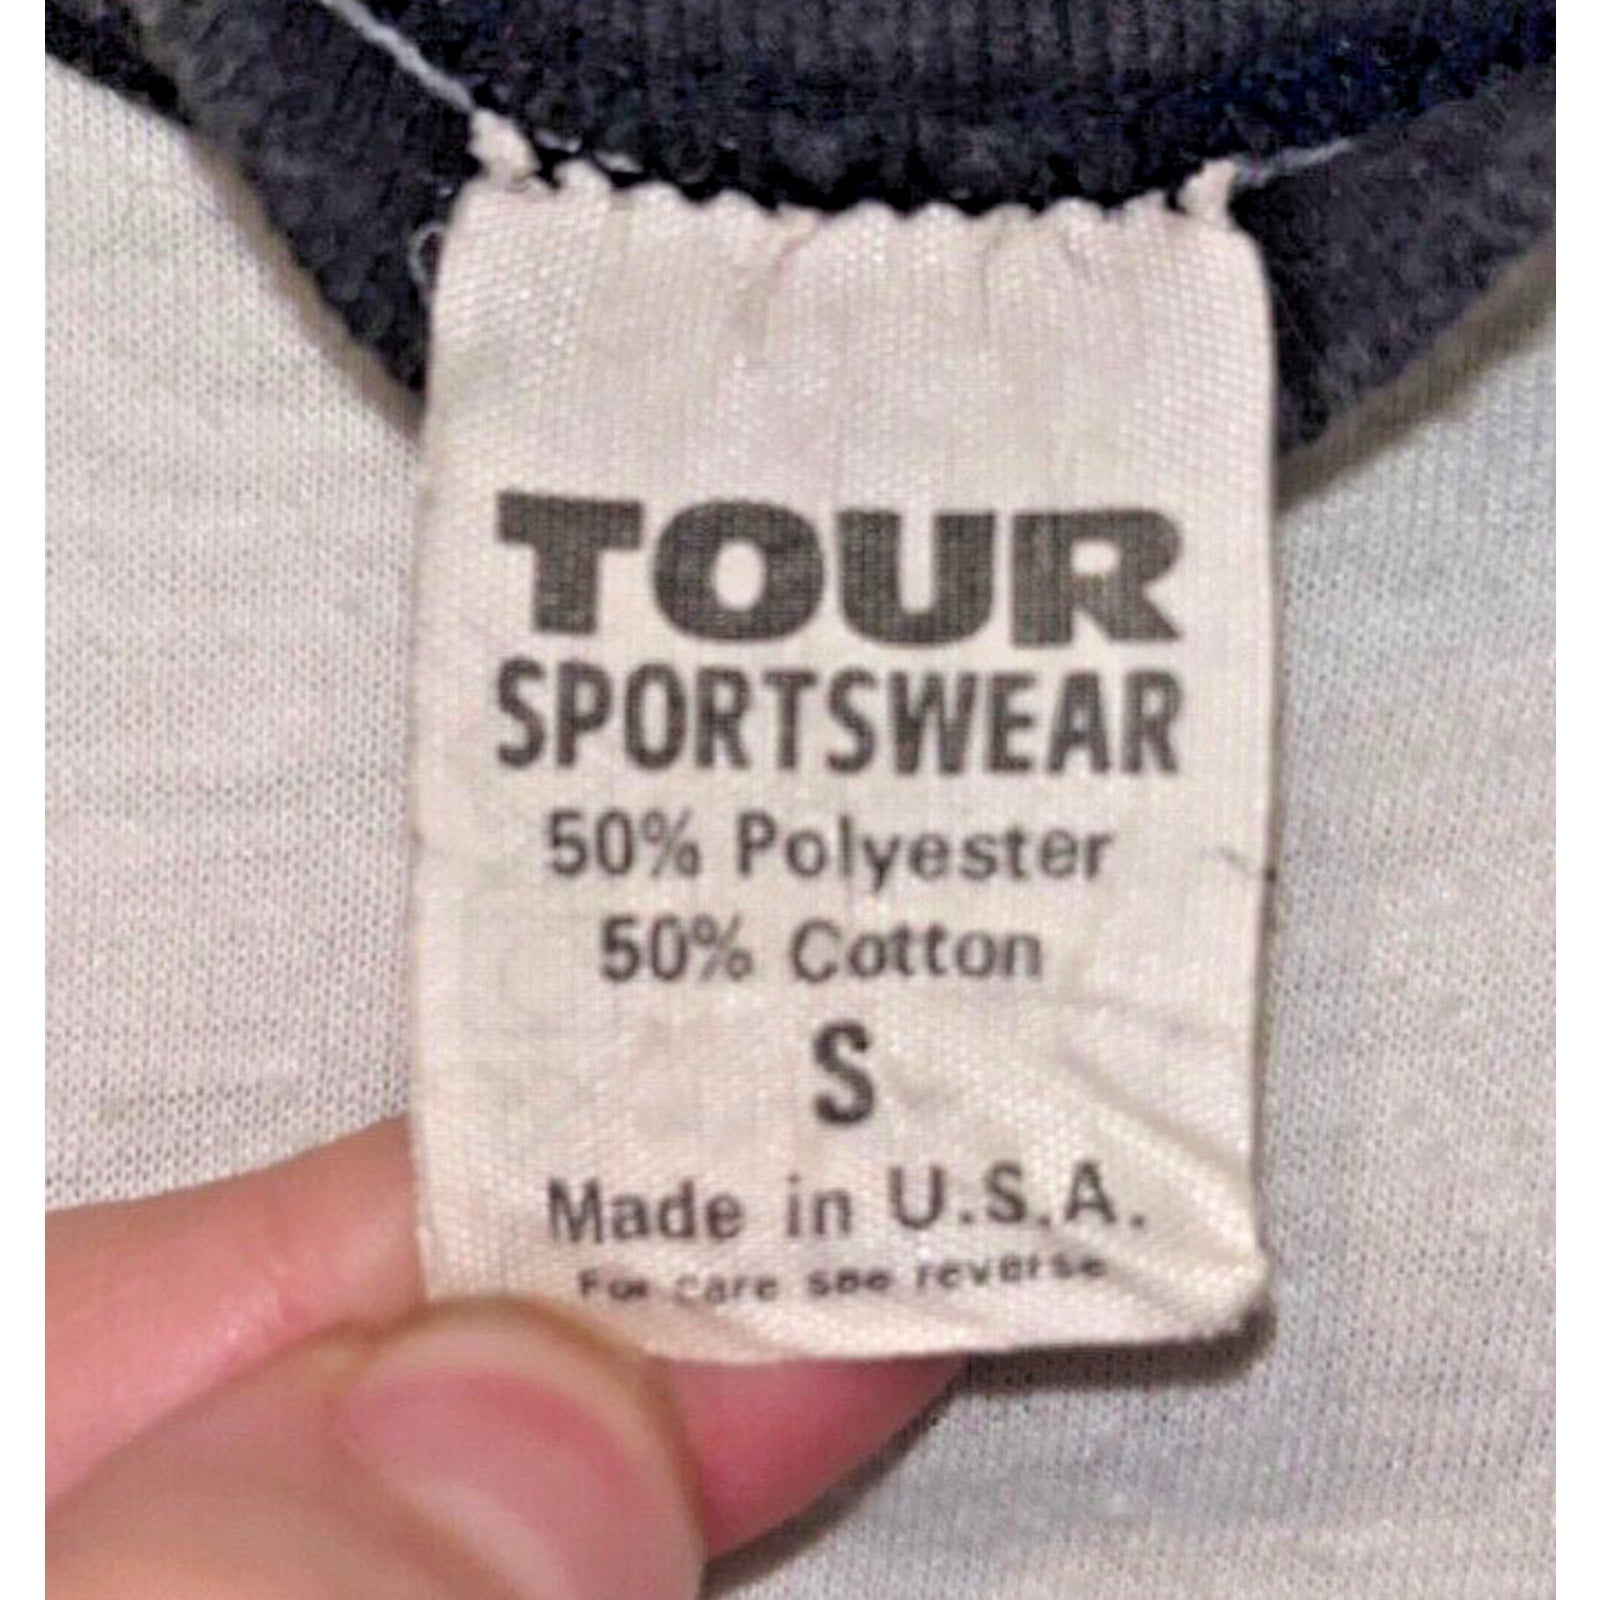 TOUR
SPORTSWEAR
50% Polyester
50% Cotton
S
Made in U.S.A.
For care see reverse